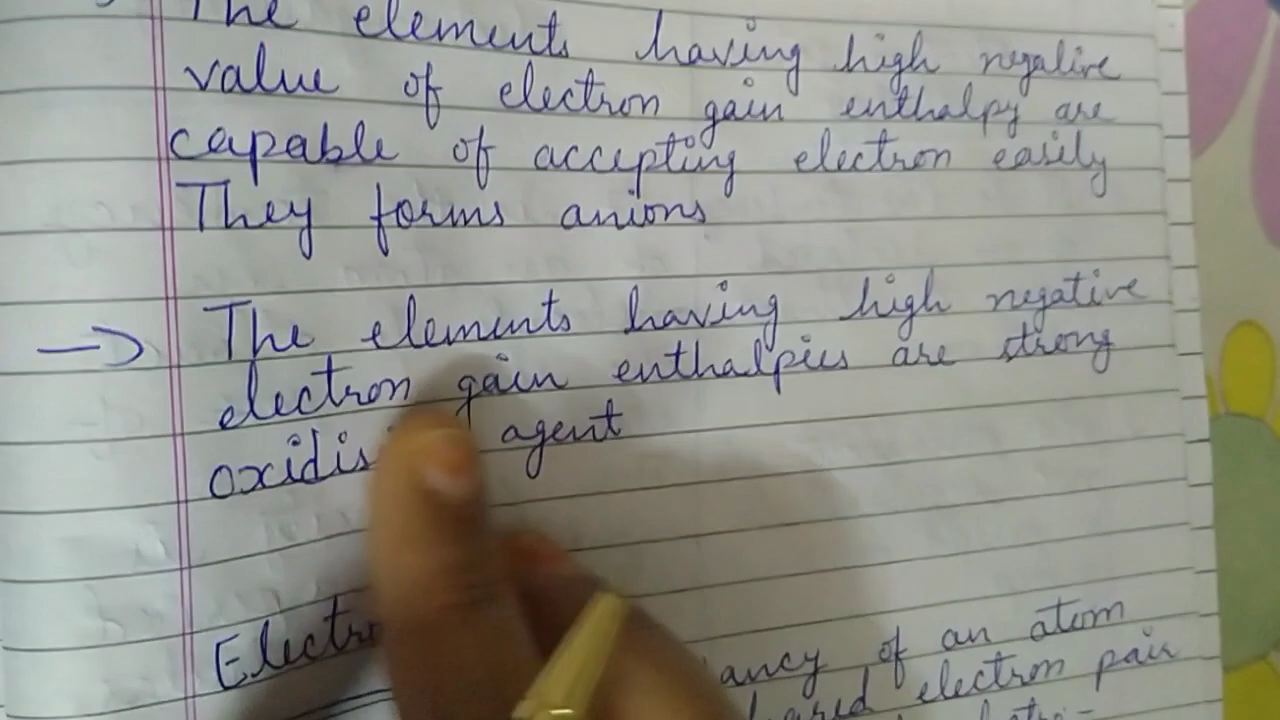 The elements having high negative
value of electron gain enthalpy are
capable of accepting electron easily
They forms anions
→ The elements having high negative
electron gain enthalpies are strong
agent
of an atom
electron pair